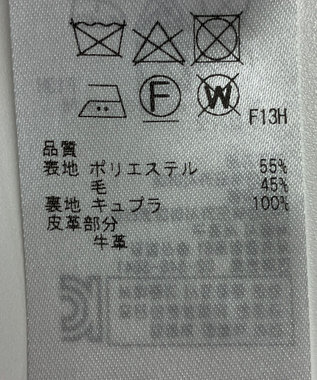 F
W
F13H
品質
表地 ポリエステル 55%
毛 45%
裏地 キュプラ 100%
皮革部分
牛革